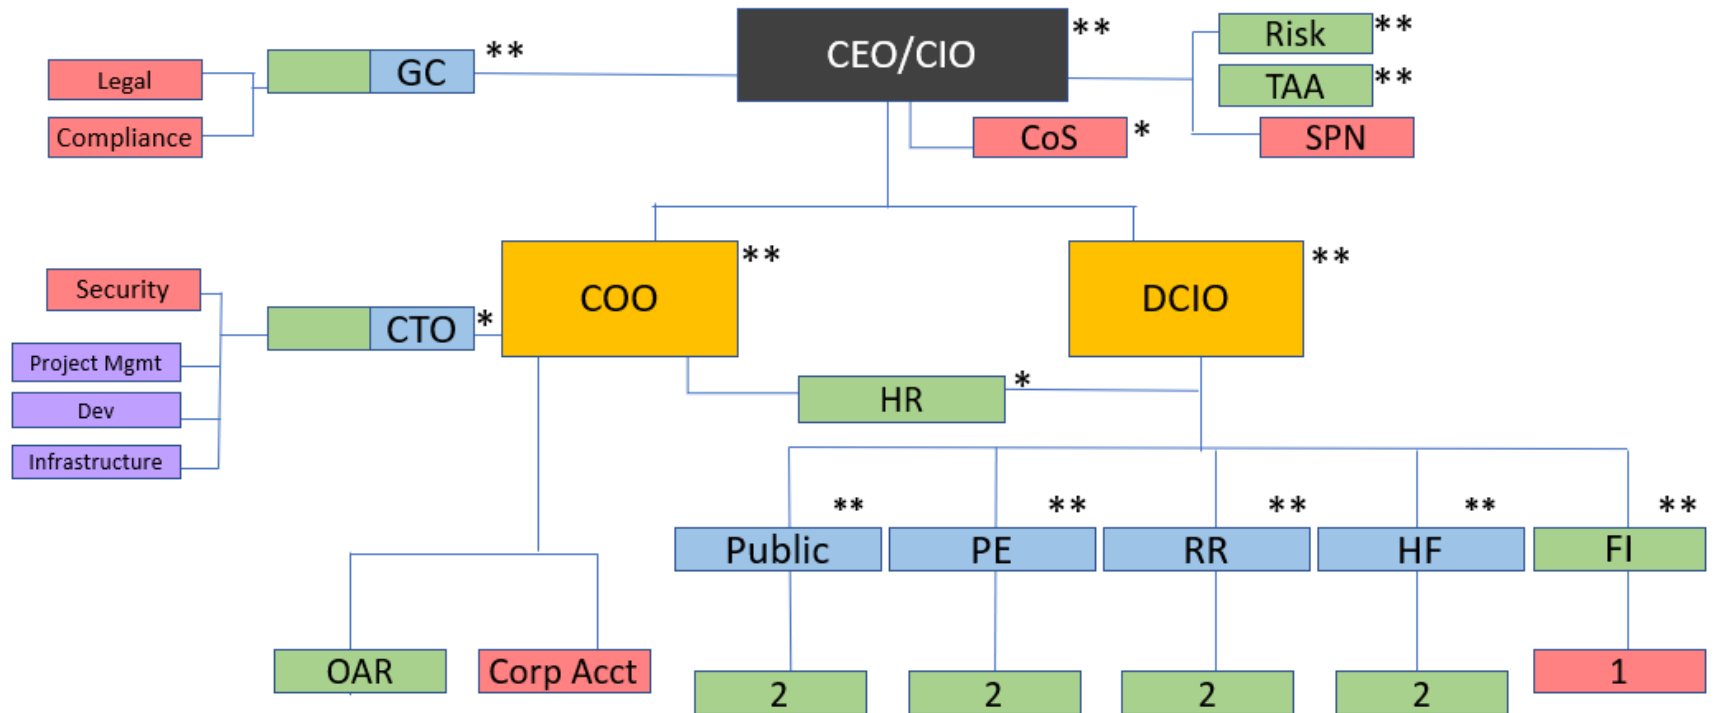 CEO/CIO **
Risk **
GC **
Legal
TAA **
Compliance
CoS *
SPN
COO **
DCIO **
Security
CTO *
Project Mgmt
HR *
Dev
Infrastructure
** ** ** ** **
Public PE RR HF FI
OAR Corp Acct 1
2 2 2 2